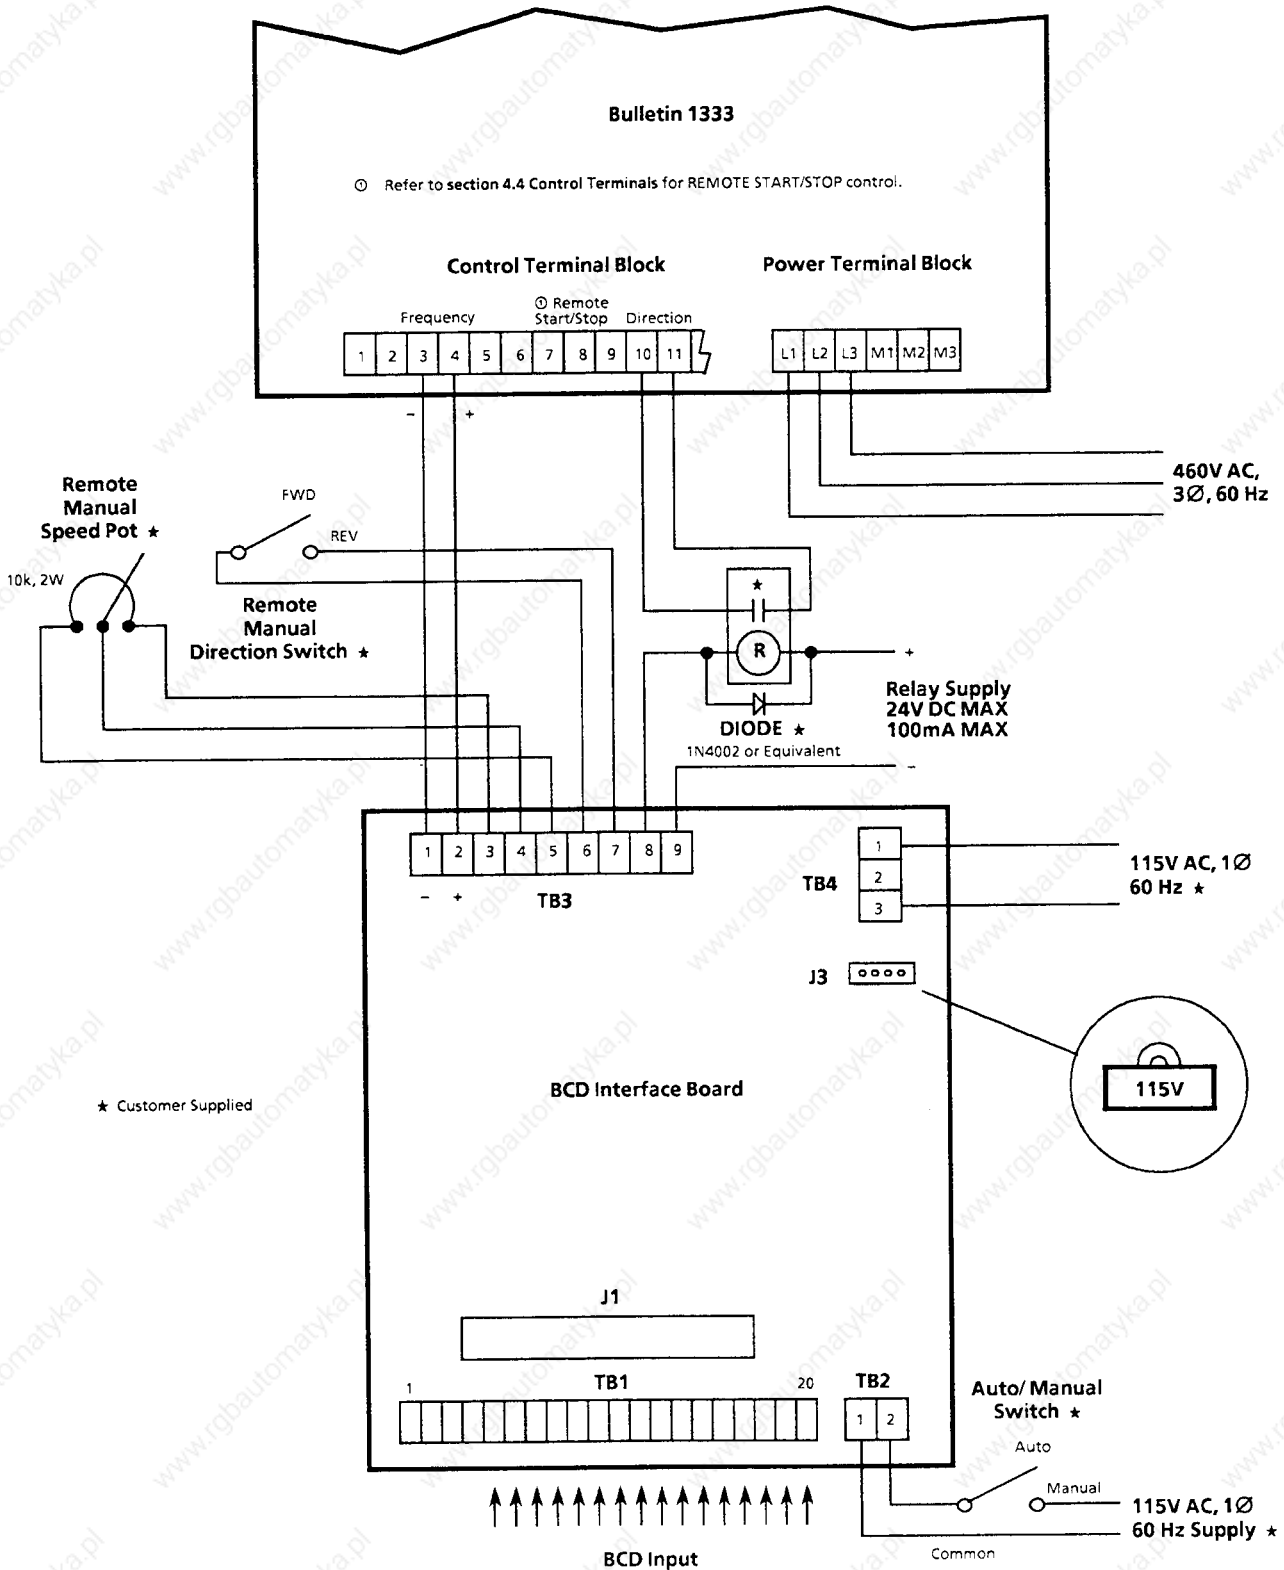 Bulletin 1333
① Refer to section 4.4 Control Terminals for REMOTE START/STOP control.
Control Terminal Block
Power Terminal Block
① Remote
Frequency Start/Stop Direction
1 2 3 4 5 6 7 8 9 10 11
L1 L2 L3 M1 M2 M3
- +
460V AC,
3Ø, 60 Hz
Remote
Manual
Speed Pot ★
10k, 2W
FWD
REV
Remote
Manual
Direction Switch ★
★
R
+
Relay Supply
24V DC MAX
100mA MAX
DIODE ★
1N4002 or Equivalent
-
1 2 3 4 5 6 7 8 9
- +
TB3
TB4
1
2
3
115V AC, 1Ø
60 Hz ★
J3
115V
BCD Interface Board
★ Customer Supplied
J1
1 TB1 20
TB2
1 2
Auto/Manual
Switch ★
Auto
Manual
115V AC, 1Ø
60 Hz Supply ★
Common
BCD Input
www.rgbautomatyka.pl